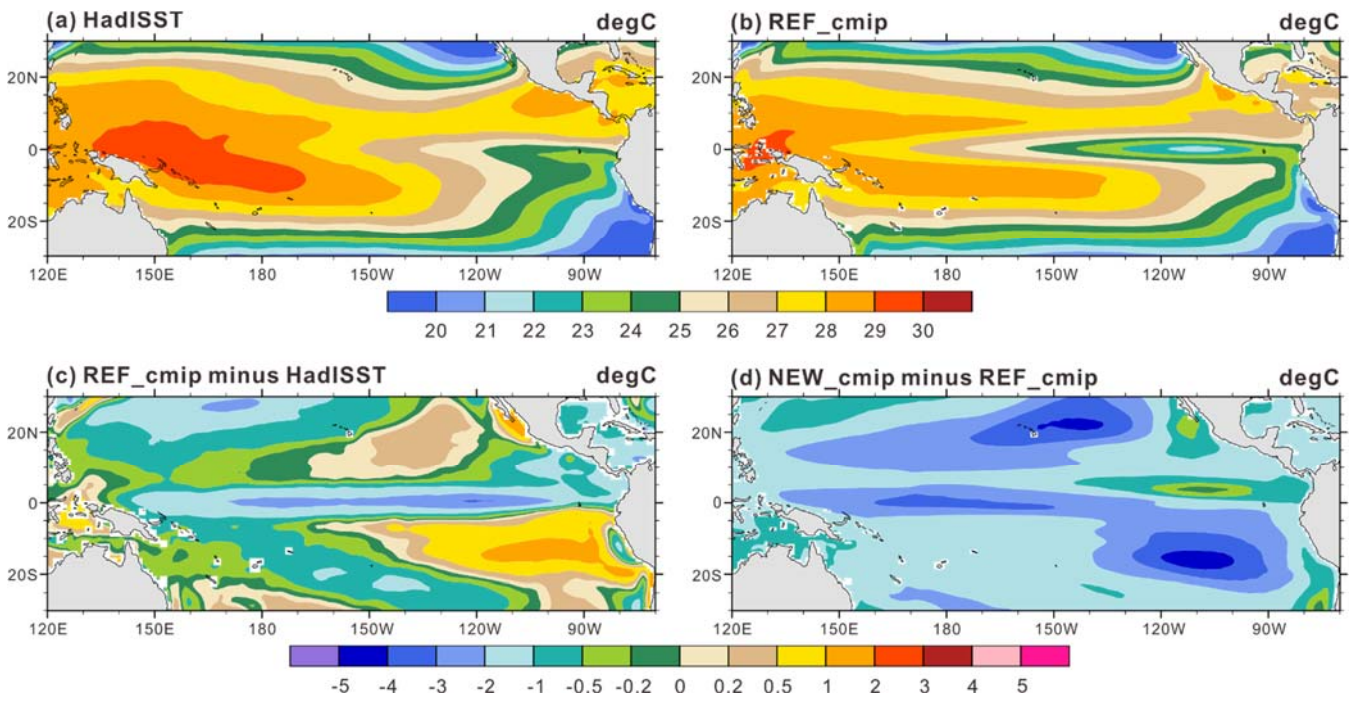 (a) HadISST degC (b) REF_cmip degC
20N 20N
0 0
20S 20S
120E 150E 180 150W 120W 90W 120E 150E 180 150W 120W 90W
20 21 22 23 24 25 26 27 28 29 30
(c) REF_cmip minus HadISST degC (d) NEW_cmip minus REF_cmip degC
20N 20N
0 0
20S 20S
120E 150E 180 150W 120W 90W 120E 150E 180 150W 120W 90W
-5 -4 -3 -2 -1 -0.5 -0.2 0 0.2 0.5 1 2 3 4 5